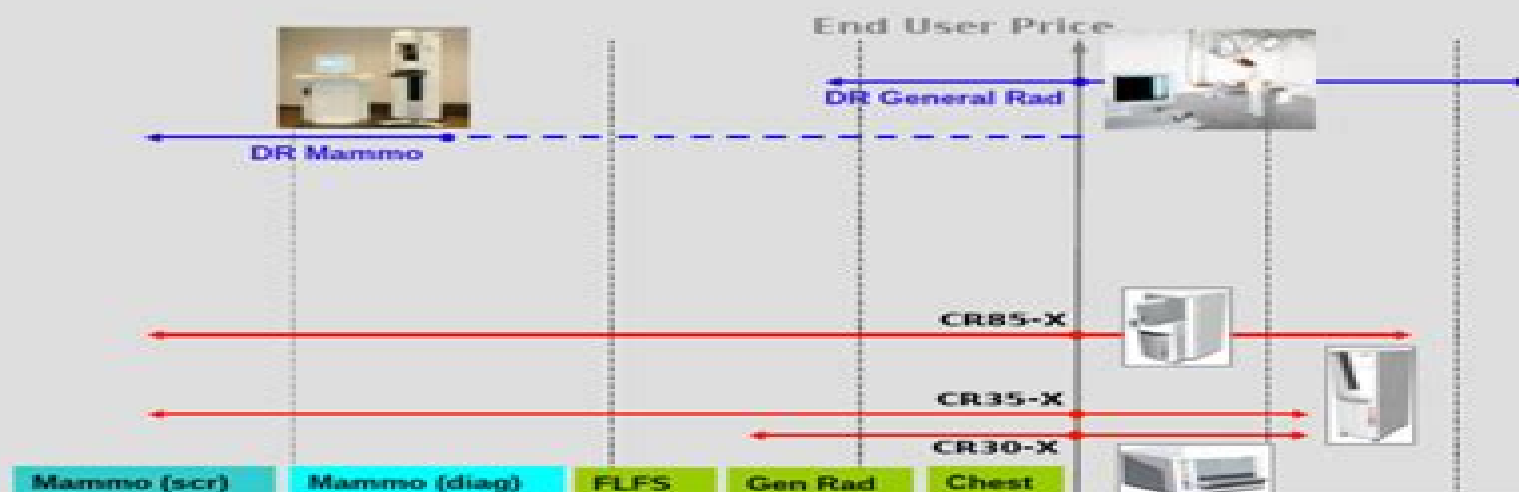 End User Price
DR General Rad
DR Mammo
CR85-X
CR35-X
CR30-X
Mammo (scr)
Mammo (diag)
FLFS
Gen Rad
Chest